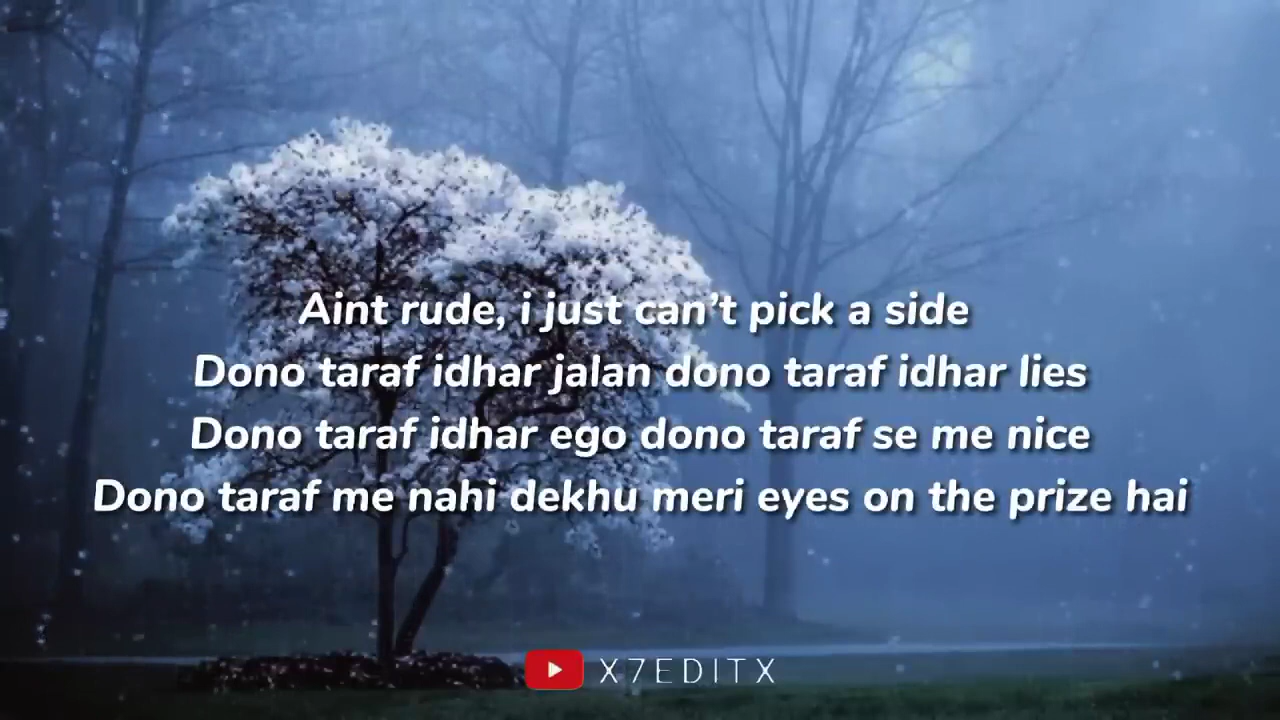 Aint rude, i just can't pick a side
Dono taraf idhar jalan dono taraf idhar lies
Dono taraf idhar ego dono taraf se me nice
Dono taraf me nahi dekhu meri eyes on the prize hai
X7EDITX